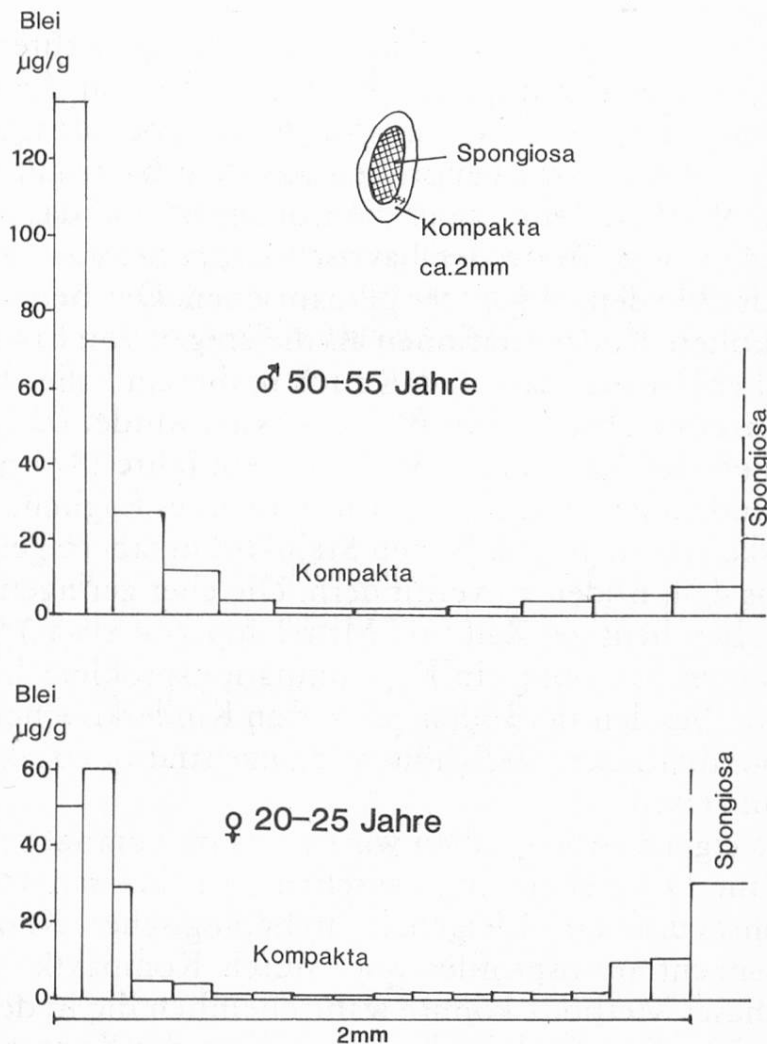 Blei
µg/g
120
100
80
60
40
20
0
Spongiosa
Kompakta
ca.2mm
♂ 50–55 Jahre
Kompakta
Spongiosa
Blei
µg/g
60
40
20
0
♀ 20–25 Jahre
Kompakta
Spongiosa
2mm